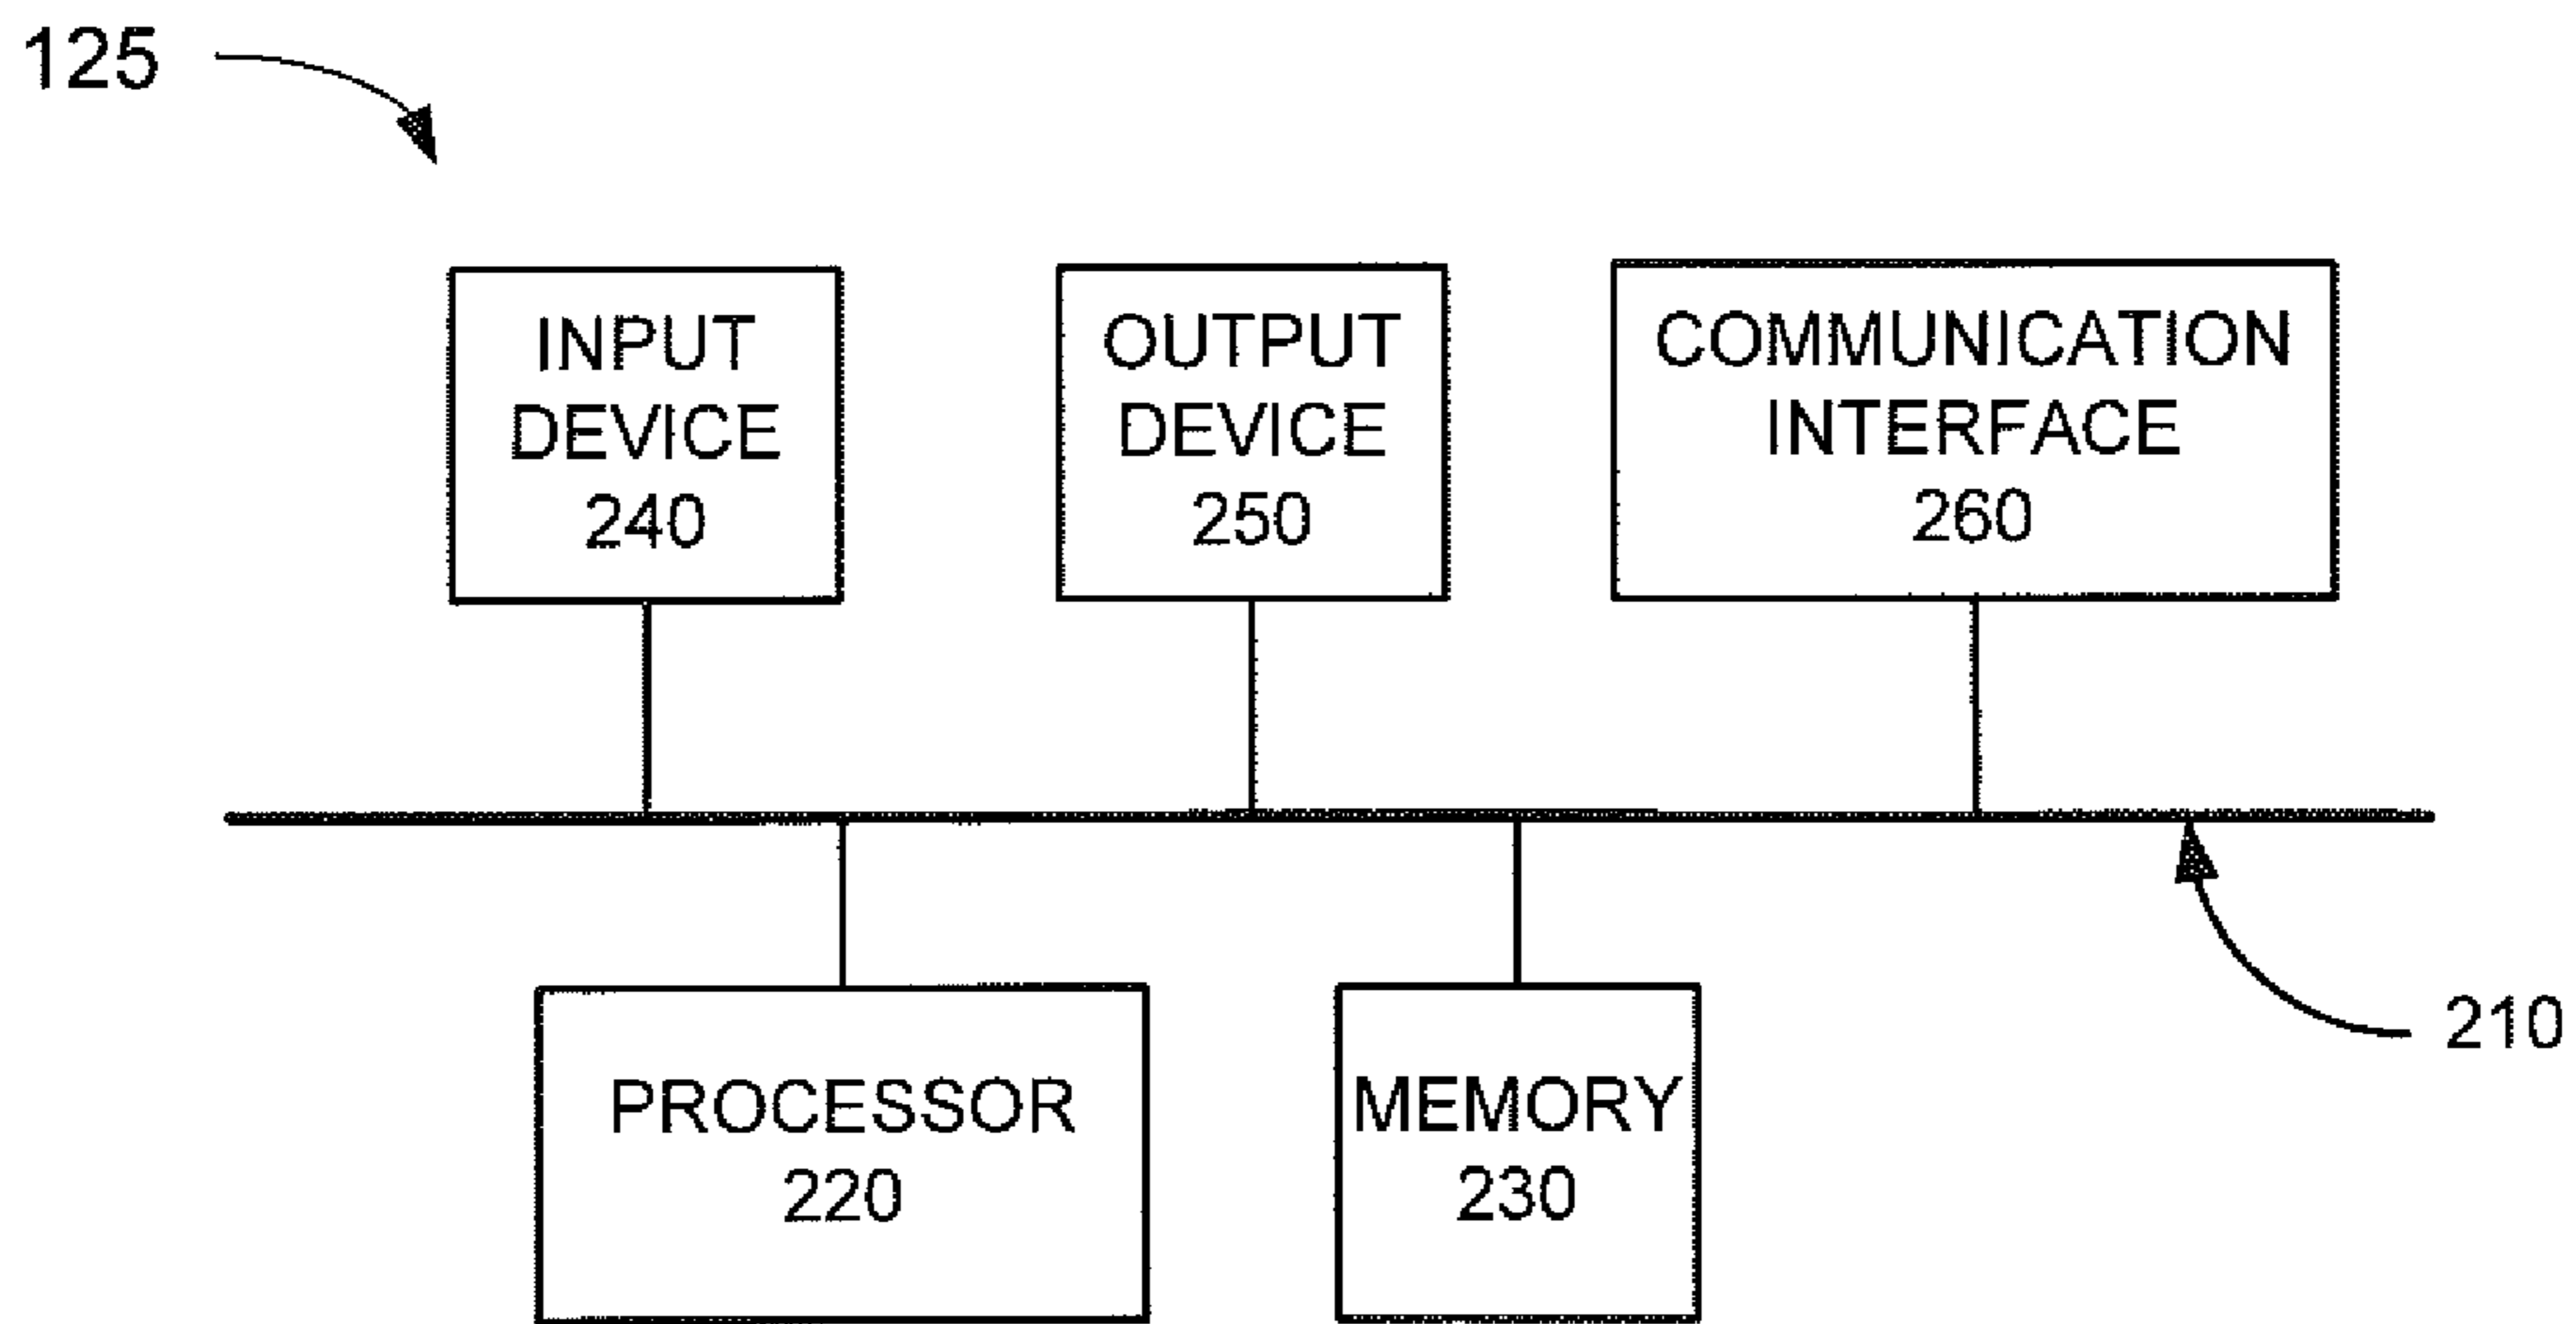 125
INPUT
DEVICE
240
OUTPUT
DEVICE
250
COMMUNICATION
INTERFACE
260
PROCESSOR
220
MEMORY
230
210